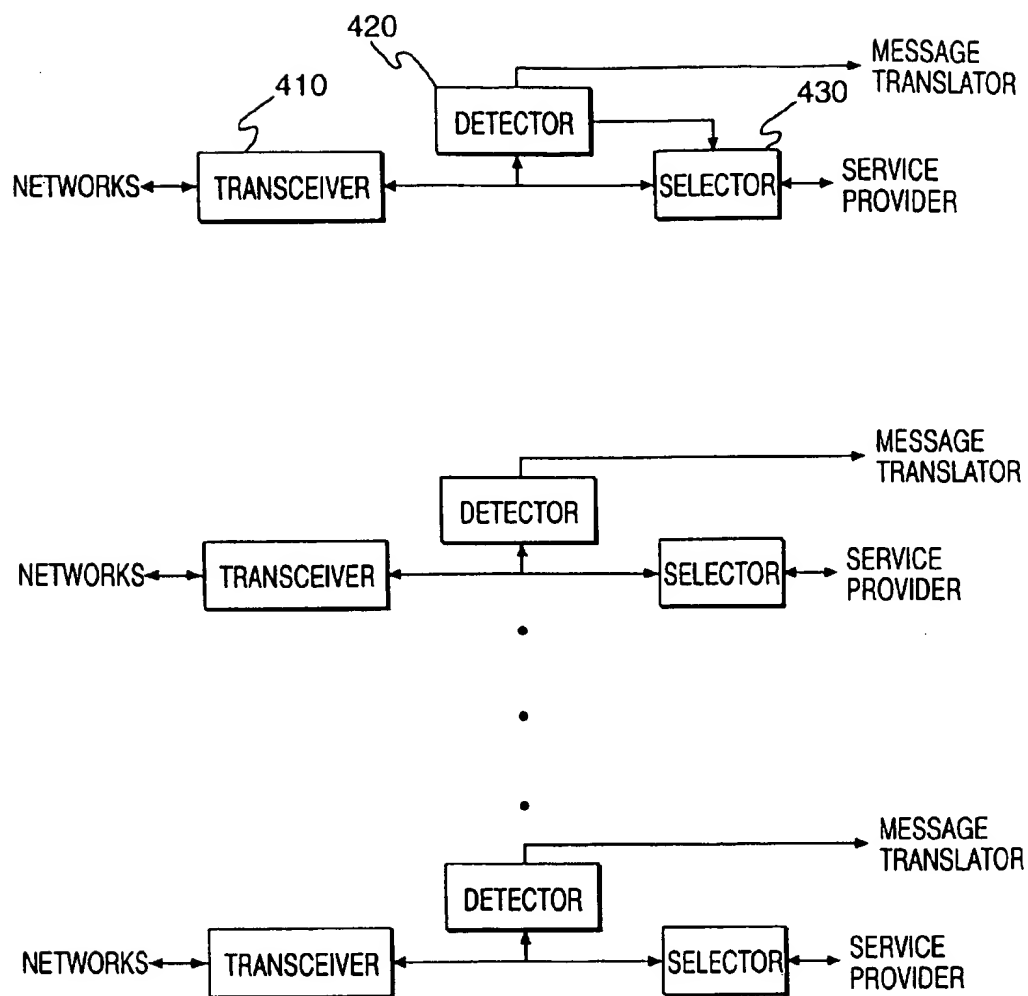 420
MESSAGE
TRANSLATOR
410
430
DETECTOR
NETWORKS
TRANSCEIVER
SELECTOR
SERVICE
PROVIDER
MESSAGE
TRANSLATOR
DETECTOR
NETWORKS
TRANSCEIVER
SELECTOR
SERVICE
PROVIDER
MESSAGE
TRANSLATOR
DETECTOR
NETWORKS
TRANSCEIVER
SELECTOR
SERVICE
PROVIDER